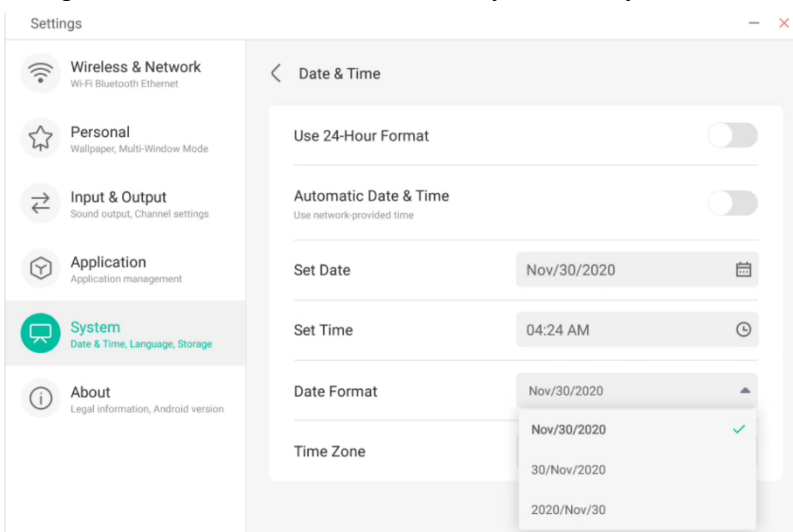 Settings
Wireless & Network
Wi-Fi Bluetooth Ethernet
Personal
Wallpaper, Multi-Window Mode
Input & Output
Sound output, Channel settings
Application
Application management
System
Date & Time, Language, Storage
About
Legal information, Android version
Date & Time
Use 24-Hour Format
Automatic Date & Time
Use network-provided time
Set Date
Nov/30/2020
Set Time
04:24 AM
Date Format
Nov/30/2020
Nov/30/2020
30/Nov/2020
2020/Nov/30
Time Zone